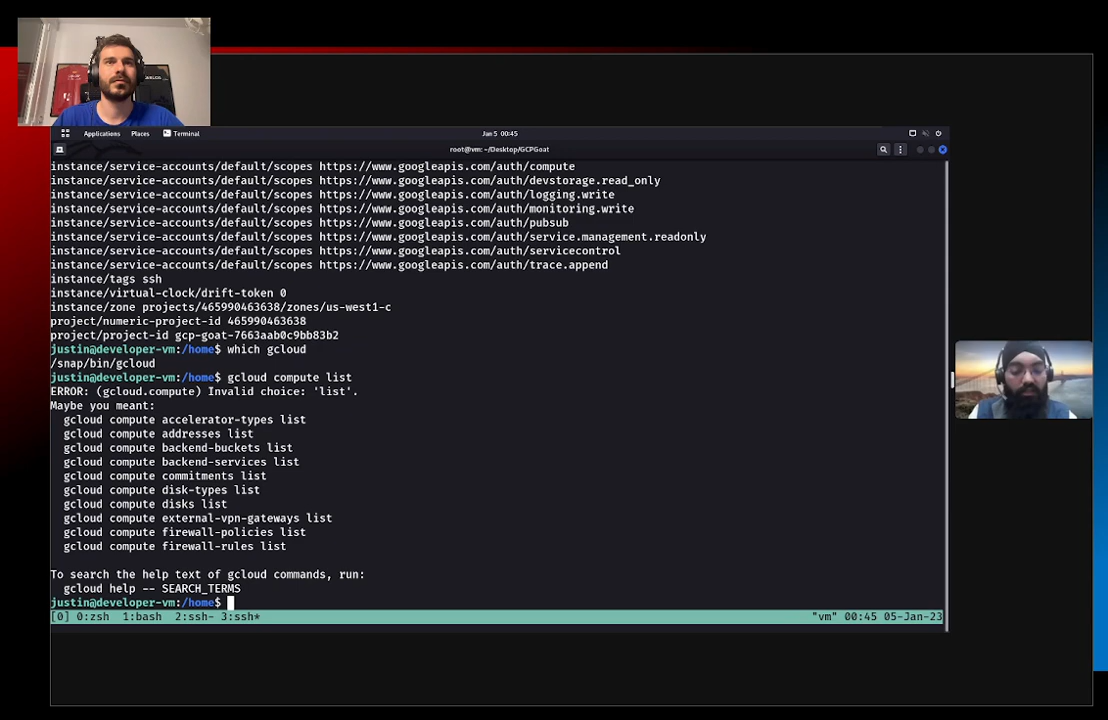 Applications Places Terminal Jan 5 00:45
root@vm: ~/Desktop/GCPGoat
instance/service-accounts/default/scopes https://www.googleapis.com/auth/compute
instance/service-accounts/default/scopes https://www.googleapis.com/auth/devstorage.read_only
instance/service-accounts/default/scopes https://www.googleapis.com/auth/logging.write
instance/service-accounts/default/scopes https://www.googleapis.com/auth/monitoring.write
instance/service-accounts/default/scopes https://www.googleapis.com/auth/pubsub
instance/service-accounts/default/scopes https://www.googleapis.com/auth/service.management.readonly
instance/service-accounts/default/scopes https://www.googleapis.com/auth/servicecontrol
instance/service-accounts/default/scopes https://www.googleapis.com/auth/trace.append
instance/tags ssh
instance/virtual-clock/drift-token 0
instance/zone projects/465990463638/zones/us-west1-c
project/numeric-project-id 465990463638
project/project-id gcp-goat-7663aab0c9bb83b2
justin@developer-vm:/home$ which gcloud
/snap/bin/gcloud
justin@developer-vm:/home$ gcloud compute list
ERROR: (gcloud.compute) Invalid choice: 'list'.
Maybe you meant:
gcloud compute accelerator-types list
gcloud compute addresses list
gcloud compute backend-buckets list
gcloud compute backend-services list
gcloud compute commitments list
gcloud compute disk-types list
gcloud compute disks list
gcloud compute external-vpn-gateways list
gcloud compute firewall-policies list
gcloud compute firewall-rules list
To search the help text of gcloud commands, run:
gcloud help -- SEARCH_TERMS
justin@developer-vm:/home$
[0] 0:zsh 1:bash 2:ssh- 3:ssh* "vm" 00:45 05-Jan-23